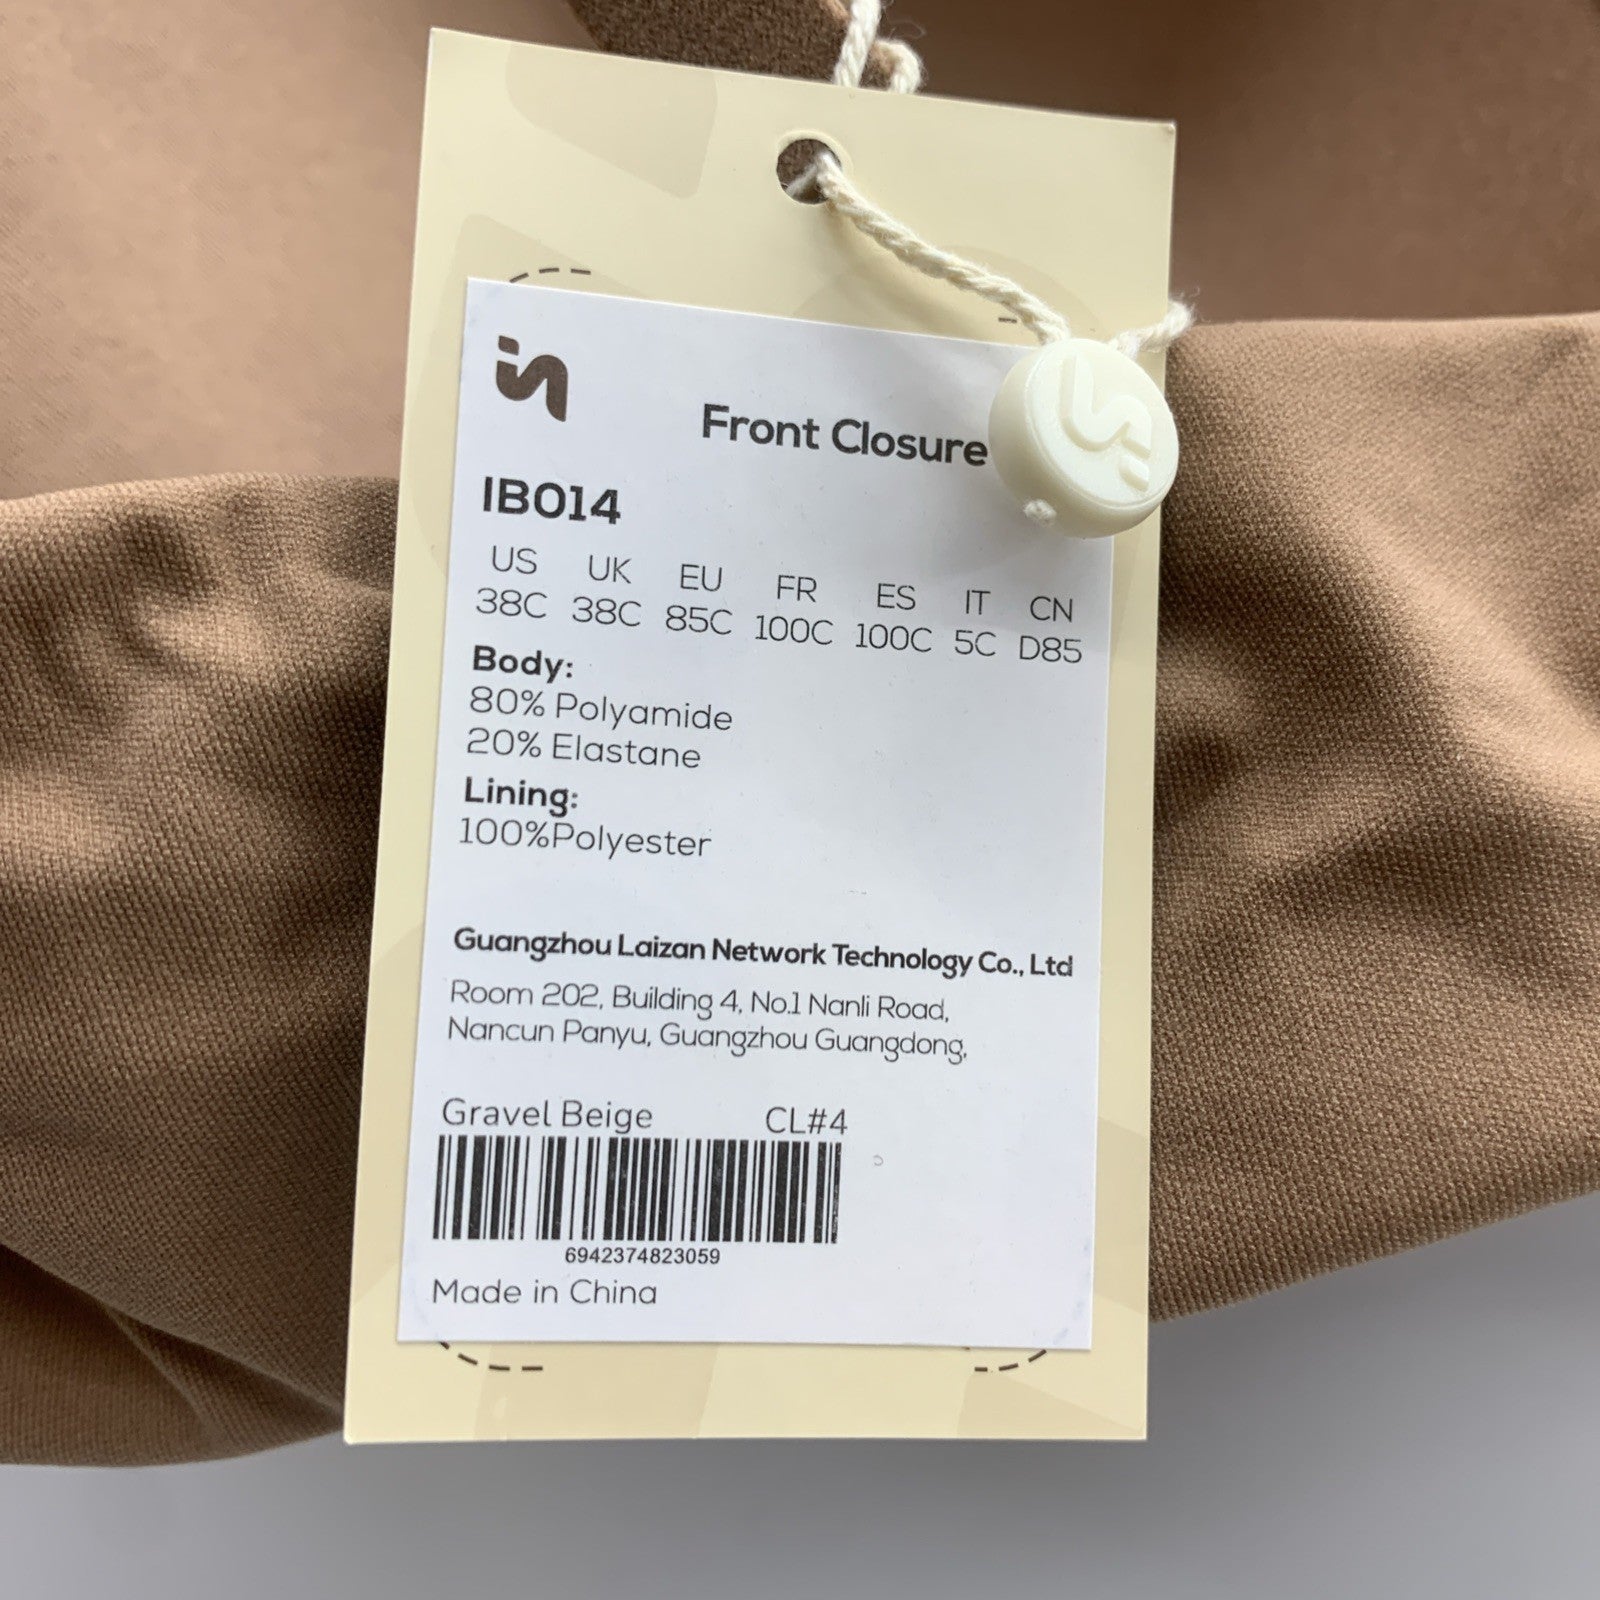 Front Closure
IB014
US UK EU FR ES IT CN
38C 38C 85C 100C 100C 5C D85
Body:
80% Polyamide
20% Elastane
Lining:
100%Polyester
Guangzhou Laizan Network Technology Co., Ltd
Room 202, Building 4, No.1 Nanli Road,
Nancun Panyu, Guangzhou Guangdong,
Gravel Beige CL#4
6942374823059
Made in China